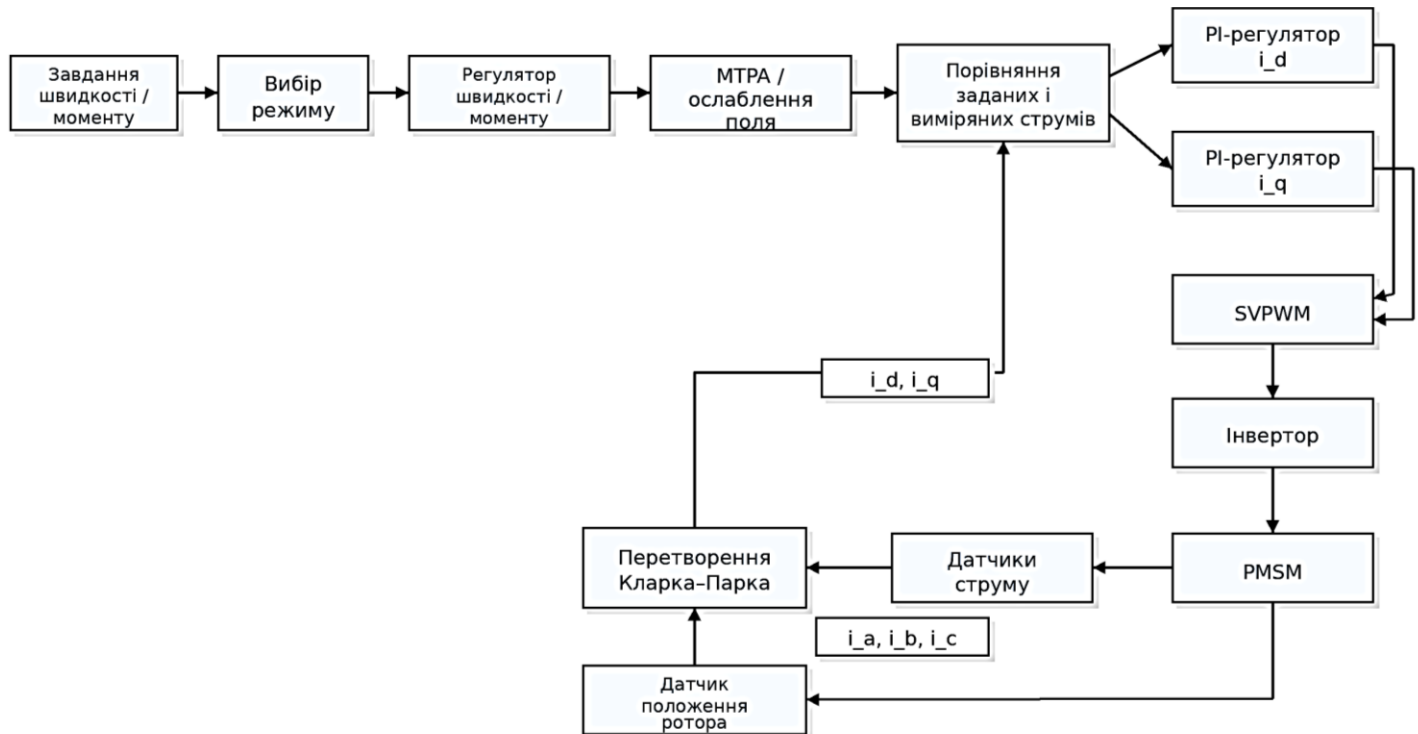 Завдання
швидкості /
моменту
Вибір
режиму
Регулятор
швидкості /
моменту
МТРА /
ослаблення
поля
Порівняння
заданих і
виміряних струмів
PI-регулятор
i_d
PI-регулятор
i_q
SVPWM
i_d, i_q
Інвертор
Перетворення
Кларка–Парка
Датчики
струму
PMSM
i_a, i_b, i_c
Датчик
положення
ротора